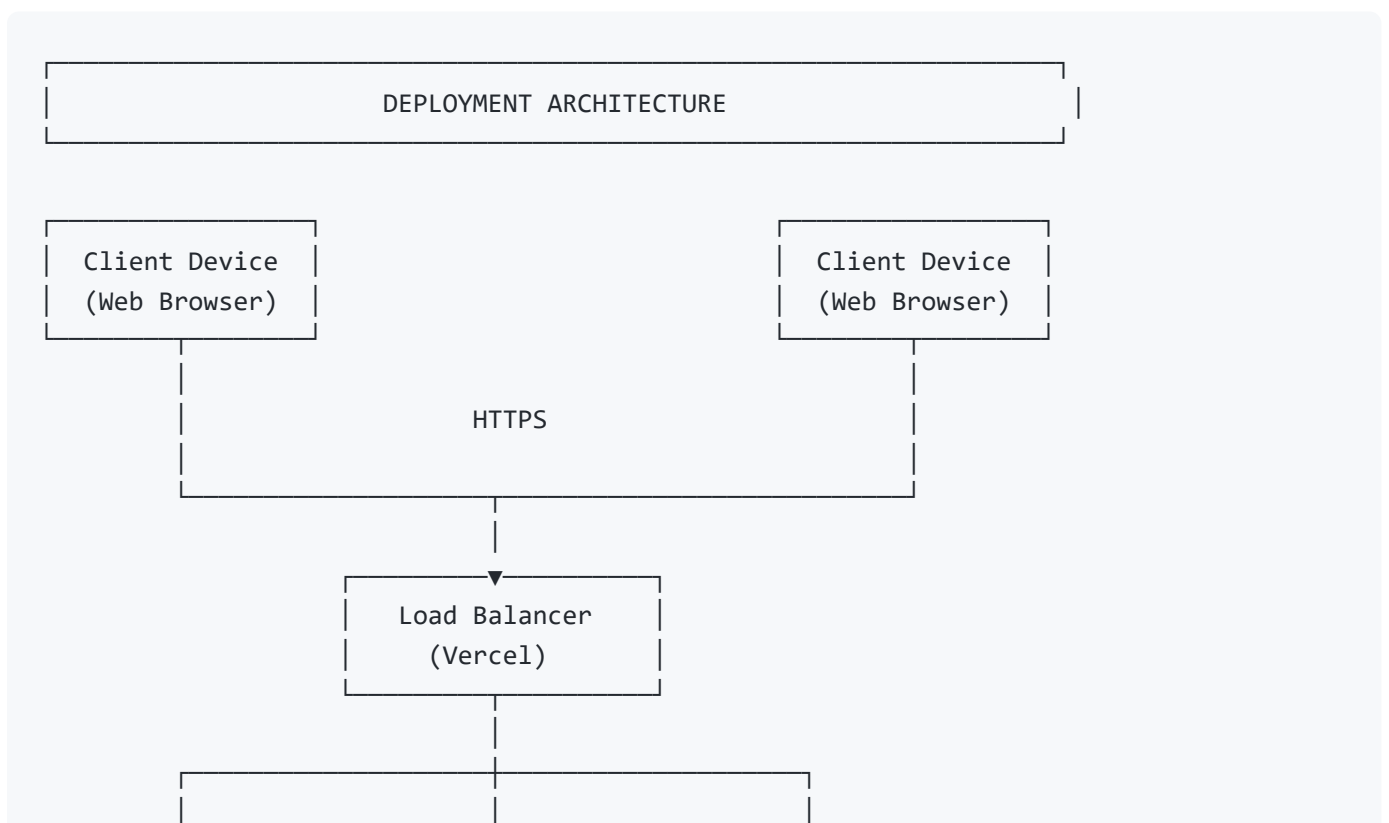 DEPLOYMENT ARCHITECTURE
Client Device Client Device
(Web Browser) (Web Browser)
HTTPS
Load Balancer
(Vercel)